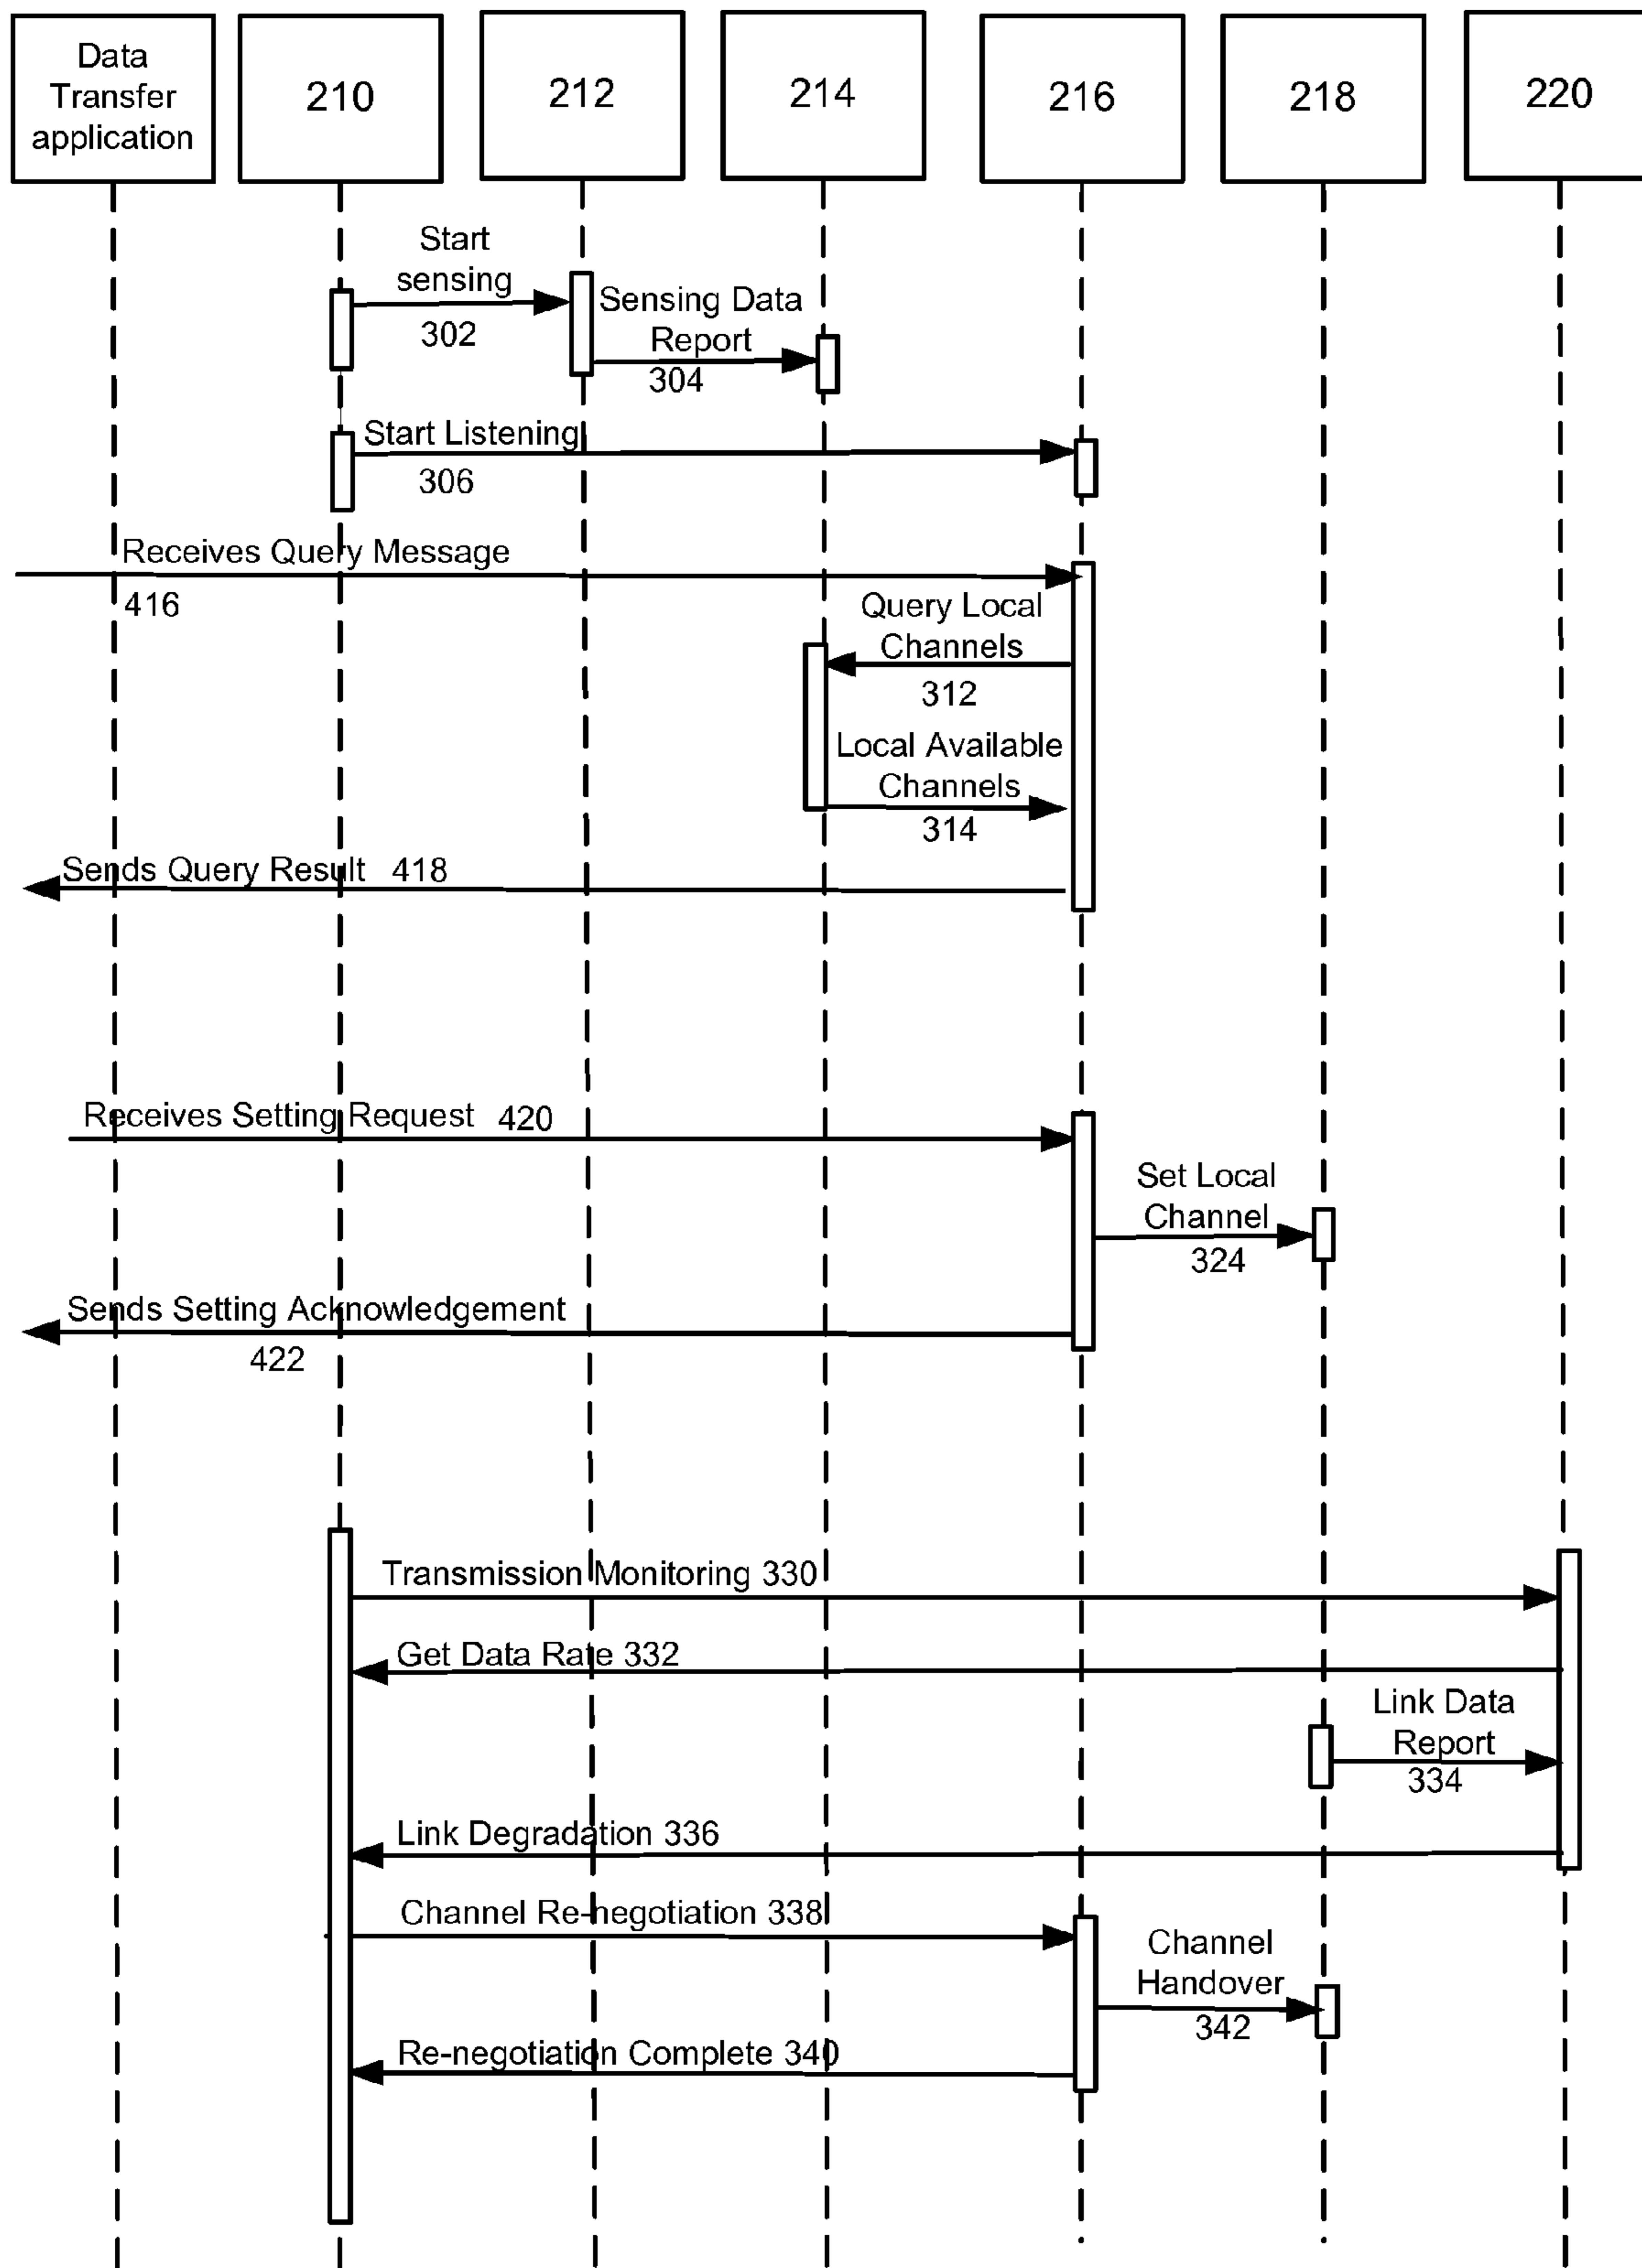 Data
Transfer
application
210
212
214
216
218
220
Start
sensing
302
Sensing Data
Report
304
Start Listening
306
Receives Query Message
416
Query Local
Channels
312
Local Available
Channels
314
Sends Query Result 418
Receives Setting Request 420
Set Local
Channel
324
Sends Setting Acknowledgement
422
Transmission Monitoring 330
Get Data Rate 332
Link Data
Report
334
Link Degradation 336
Channel Re-negotiation 338
Channel
Handover
342
Re-negotiation Complete 340